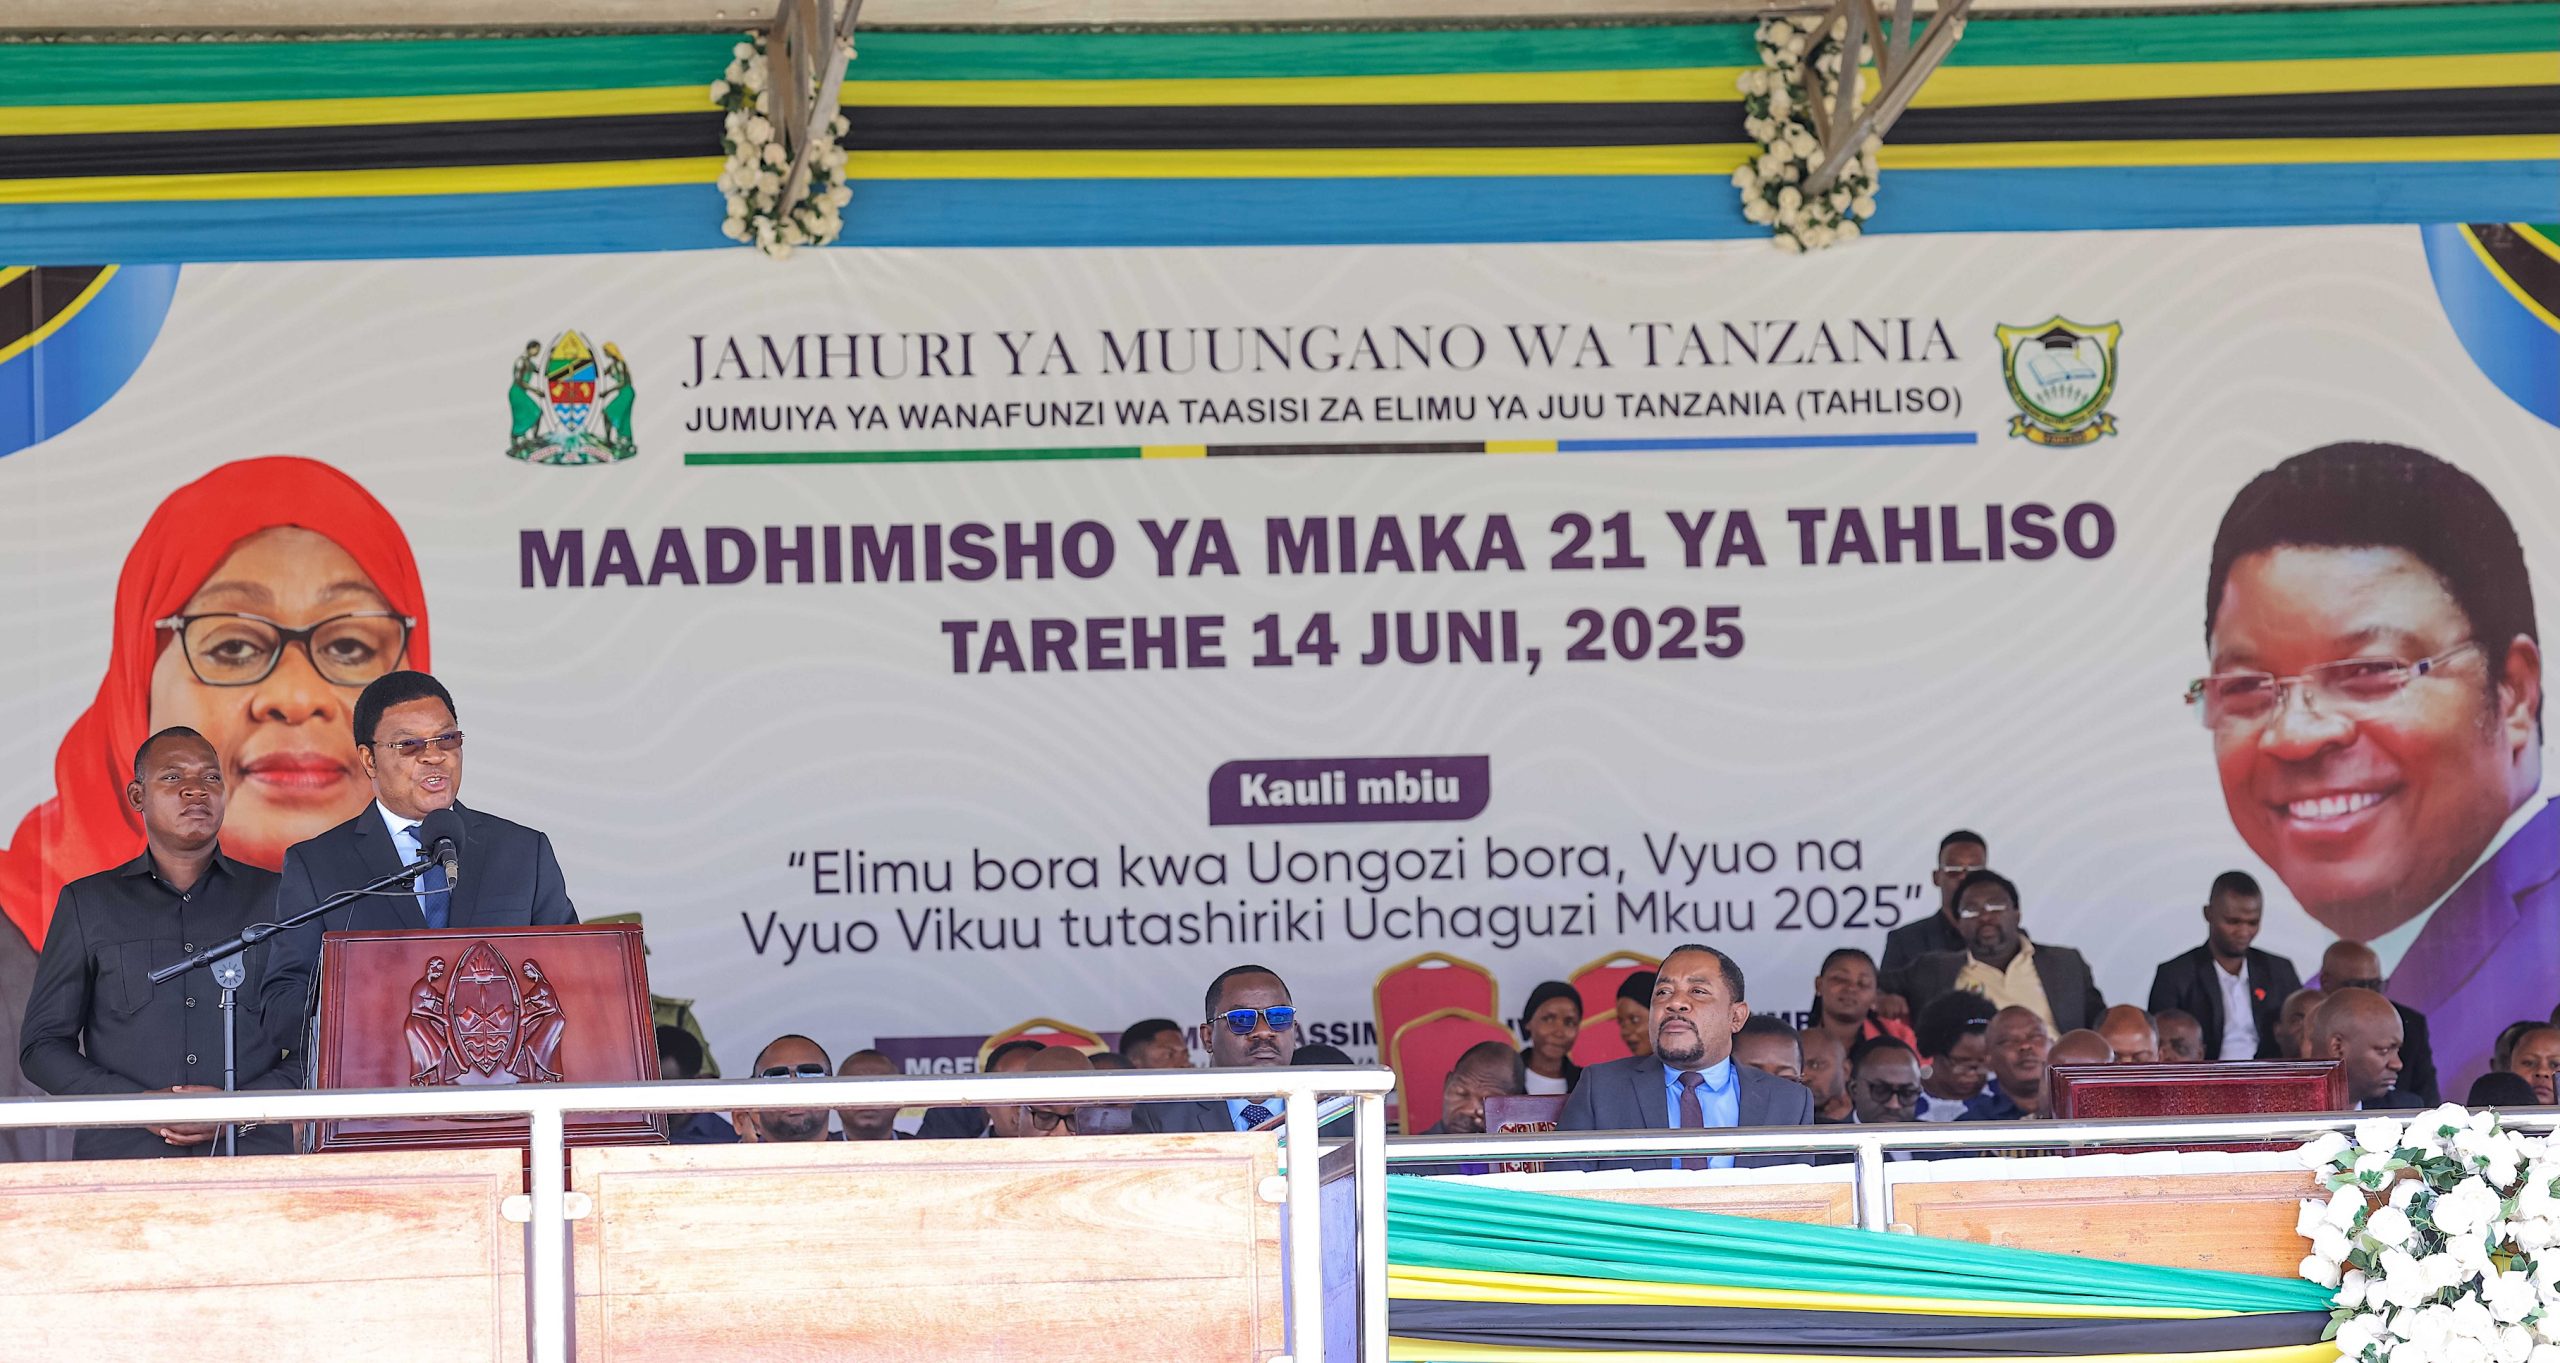 JAMHURI YA MUUNGANO WA TANZANIA
JUMUIYA YA WANAFUNZI WA TAASISI ZA ELIMU YA JUU TANZANIA (TAHLISO)
MAADHIMISHO YA MIAKA 21 YA TAHLISO
TAREHE 14 JUNI, 2025
Kauli mbiu
“Elimu bora kwa Uongozi bora, Vyuo na
Vyuo Vikuu tutashiriki Uchaguzi Mkuu 2025”